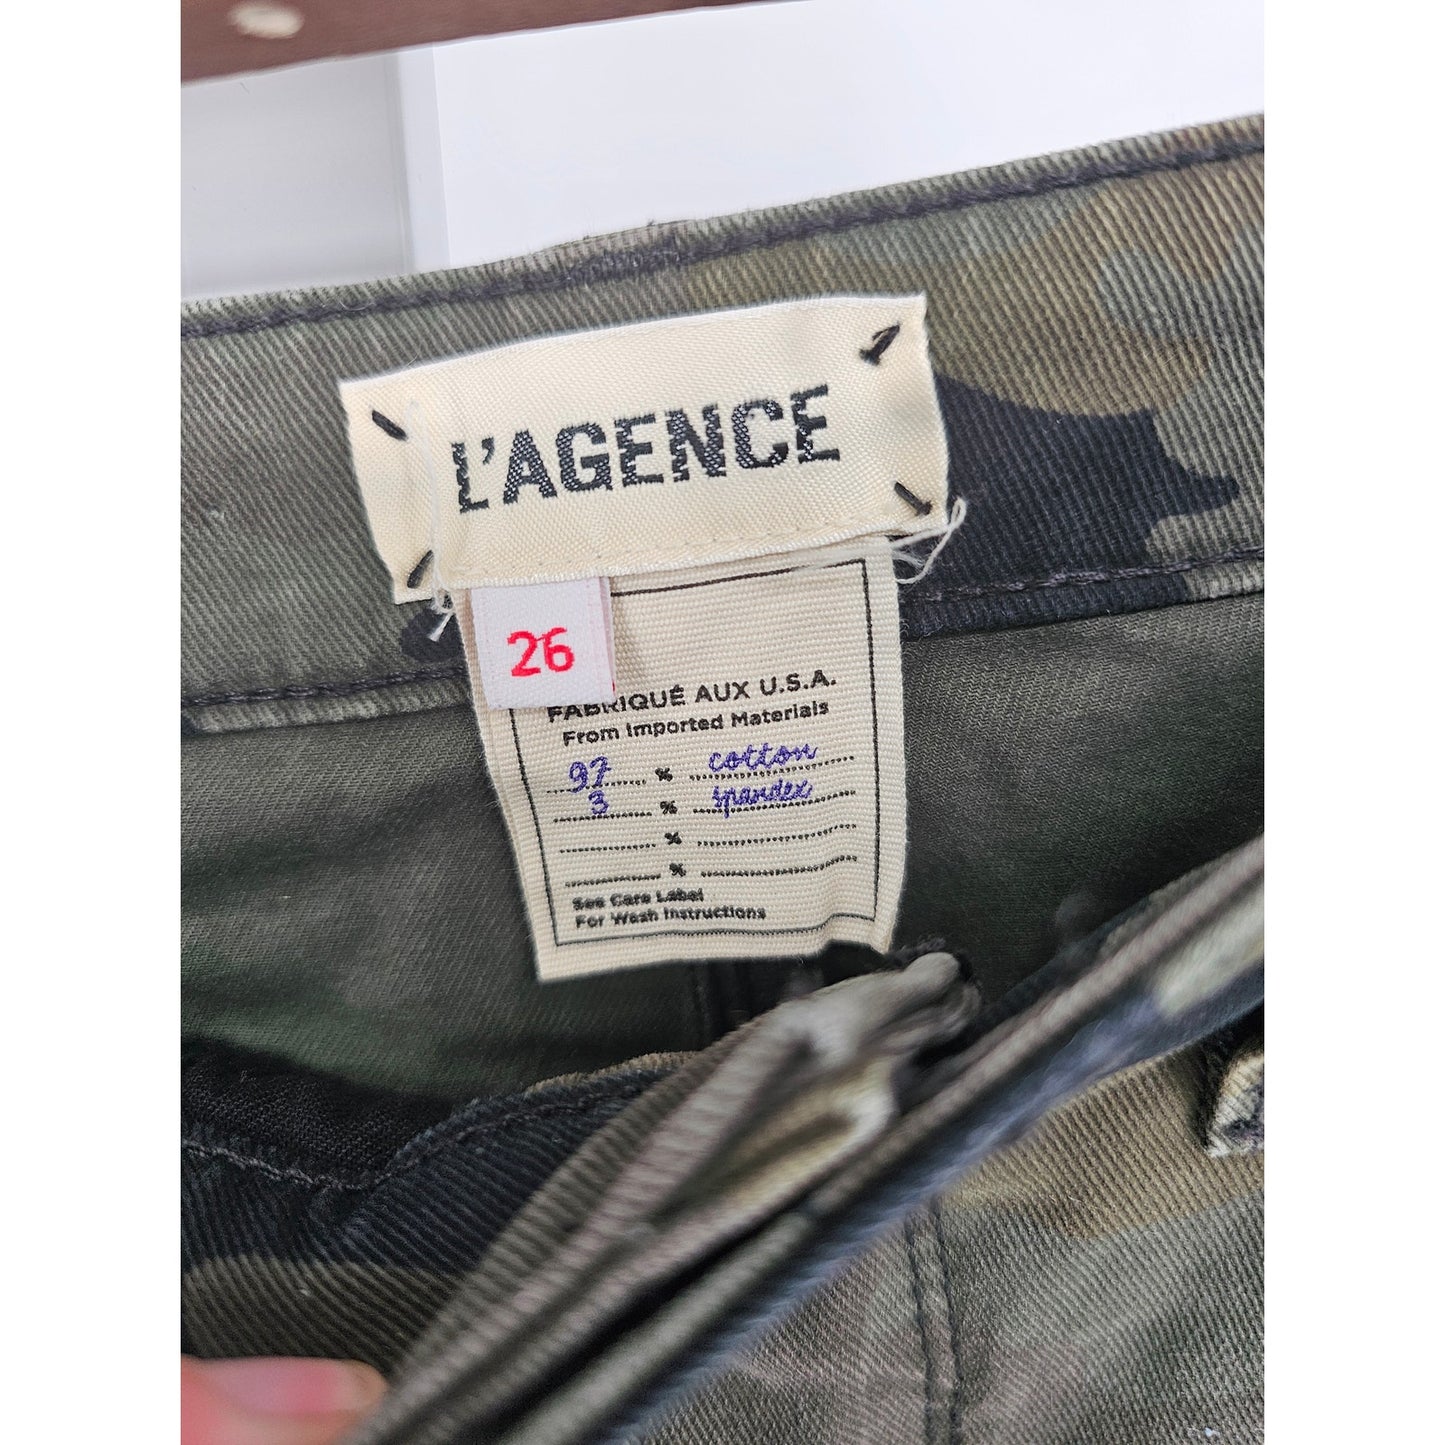 L'AGENCE
26
FABRIQUÉ AUX U.S.A.
From Imported Materials
97 % cotton
3 % spandex
%
%
See Care Label
For Wash Instructions